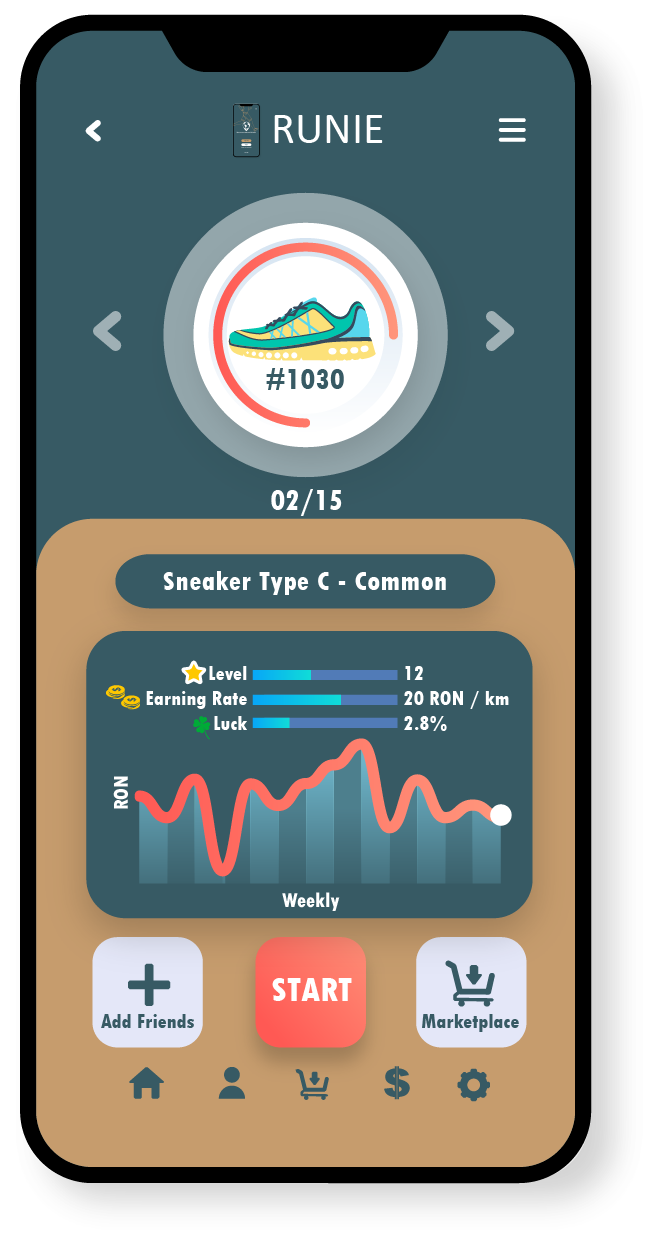 RUNIE
#1030
02/15
Sneaker Type C - Common
Level 12
Earning Rate 20 RON / km
Luck 2.8%
RON
Weekly
Add Friends
START
Marketplace